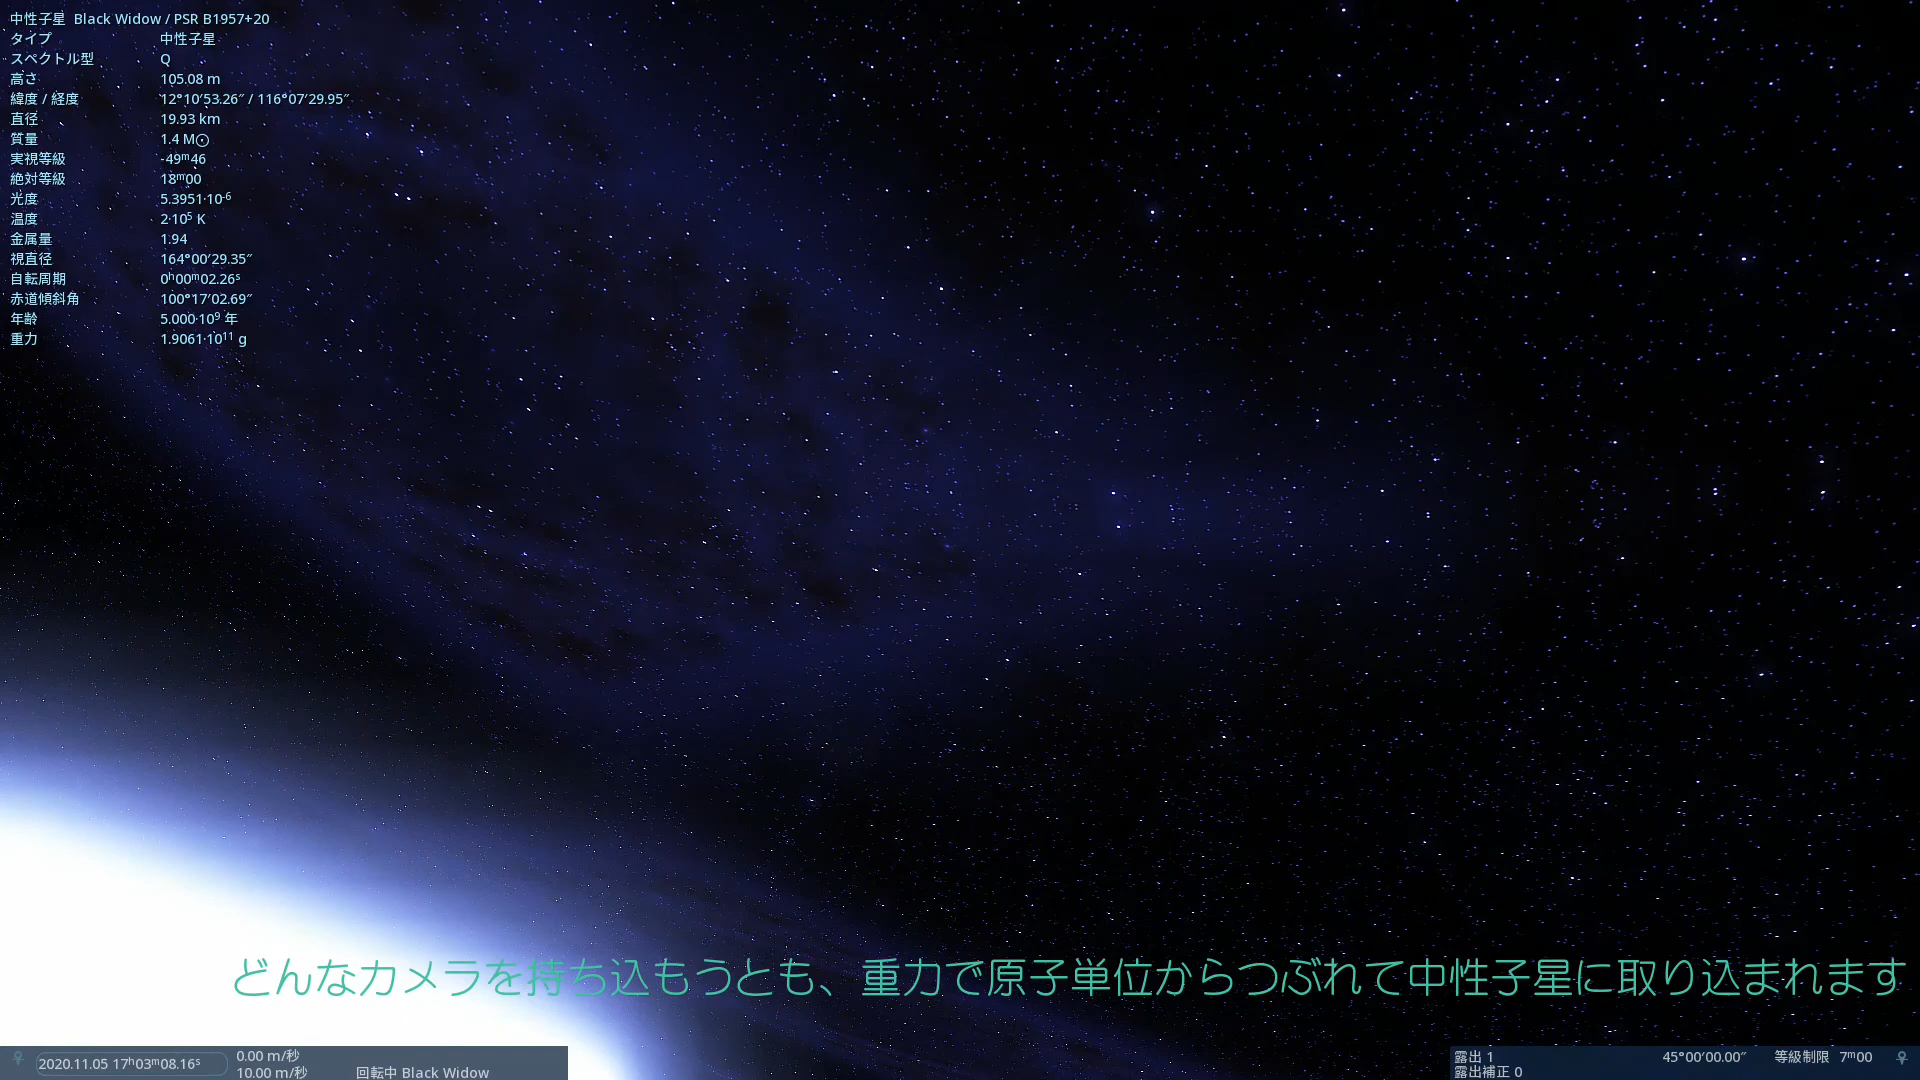 中性子星 Black Widow / PSR B1957+20
タイプ 中性子星
スペクトル型 Q
高さ 105.08 m
緯度 / 経度 12°10′53.26″ / 116°07′29.95″
直径 19.93 km
質量 1.4 M⊙
実視等級 -49ᵐ46
絶対等級 18ᵐ00
光度 5.3951·10⁻⁶
温度 2·10⁵ K
金属量 1.94
視直径 164°00′29.35″
自転周期 0ʰ00ᵐ02.26ˢ
赤道傾斜角 100°17′02.69″
年齢 5.000·10⁹ 年
重力 1.9061·10¹¹ g
どんなカメラを持ち込もうとも、重力で原子単位からつぶれて中性子星に取り込まれます
2020.11.05 17ʰ03ᵐ08.16ˢ
0.00 m/秒
10.00 m/秒 回転中 Black Widow
露出 1 45°00′00.00″ 等級制限 7ᵐ00
露出補正 0